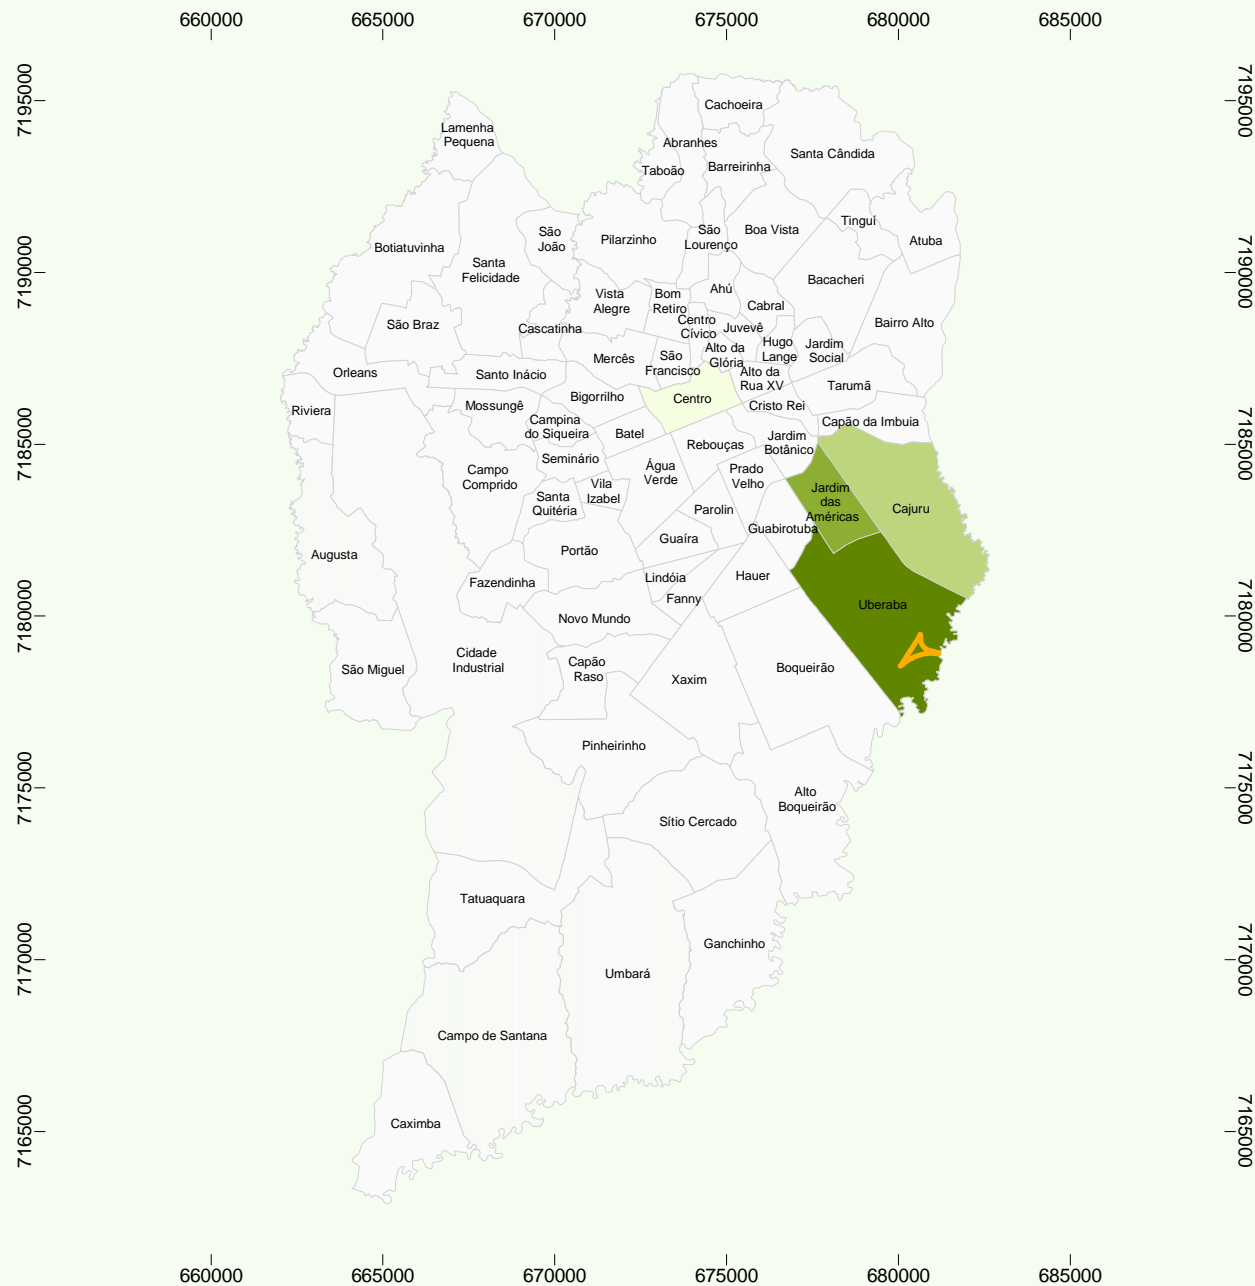 660000 665000 670000 675000 680000 685000
7195000
7195000
Cachoeira
Lamenha
Pequena
Abranhes
Santa Cândida
Taboão
Barreirinha
Tinguí
São
João
Pilarzinho
São
Lourenço
Boa Vista
Atuba
Botiatuvinha
Santa
Felicidade
7190000
7190000
Bacacheri
Vista
Alegre
Bom
Retiro
Ahú
Cabral
São Braz
Cascatinha
Centro
Cívico
Juvevê
Bairro Alto
Mercês
São
Francisco
Alto da
Glória
Hugo
Lange
Jardim
Social
Orleans
Santo Inácio
Alto da
Rua XV
Tarumã
Riviera
Mossungê
Bigorrilho
Centro
Cristo Rei
Campina
do Siqueira
Batel
Capão da Imbuia
7185000
7185000
Rebouças
Jardim
Botânico
Seminário
Campo
Comprido
Água
Verde
Prado
Velho
Santa
Quitéria
Vila
Izabel
Jardim
das
Américas
Parolin
Cajuru
Guabirotuba
Augusta
Portão
Guaíra
Fazendinha
Lindóia
Hauer
Fanny
Uberaba
7180000
7180000
Novo Mundo
Cidade
Industrial
São Miguel
Capão
Raso
Xaxim
Boqueirão
Pinheirinho
7175000
7175000
Alto
Boqueirão
Sítio Cercado
Tatuaquara
Ganchinho
7170000
7170000
Umbará
Campo de Santana
7165000
7165000
Caximba
660000 665000 670000 675000 680000 685000